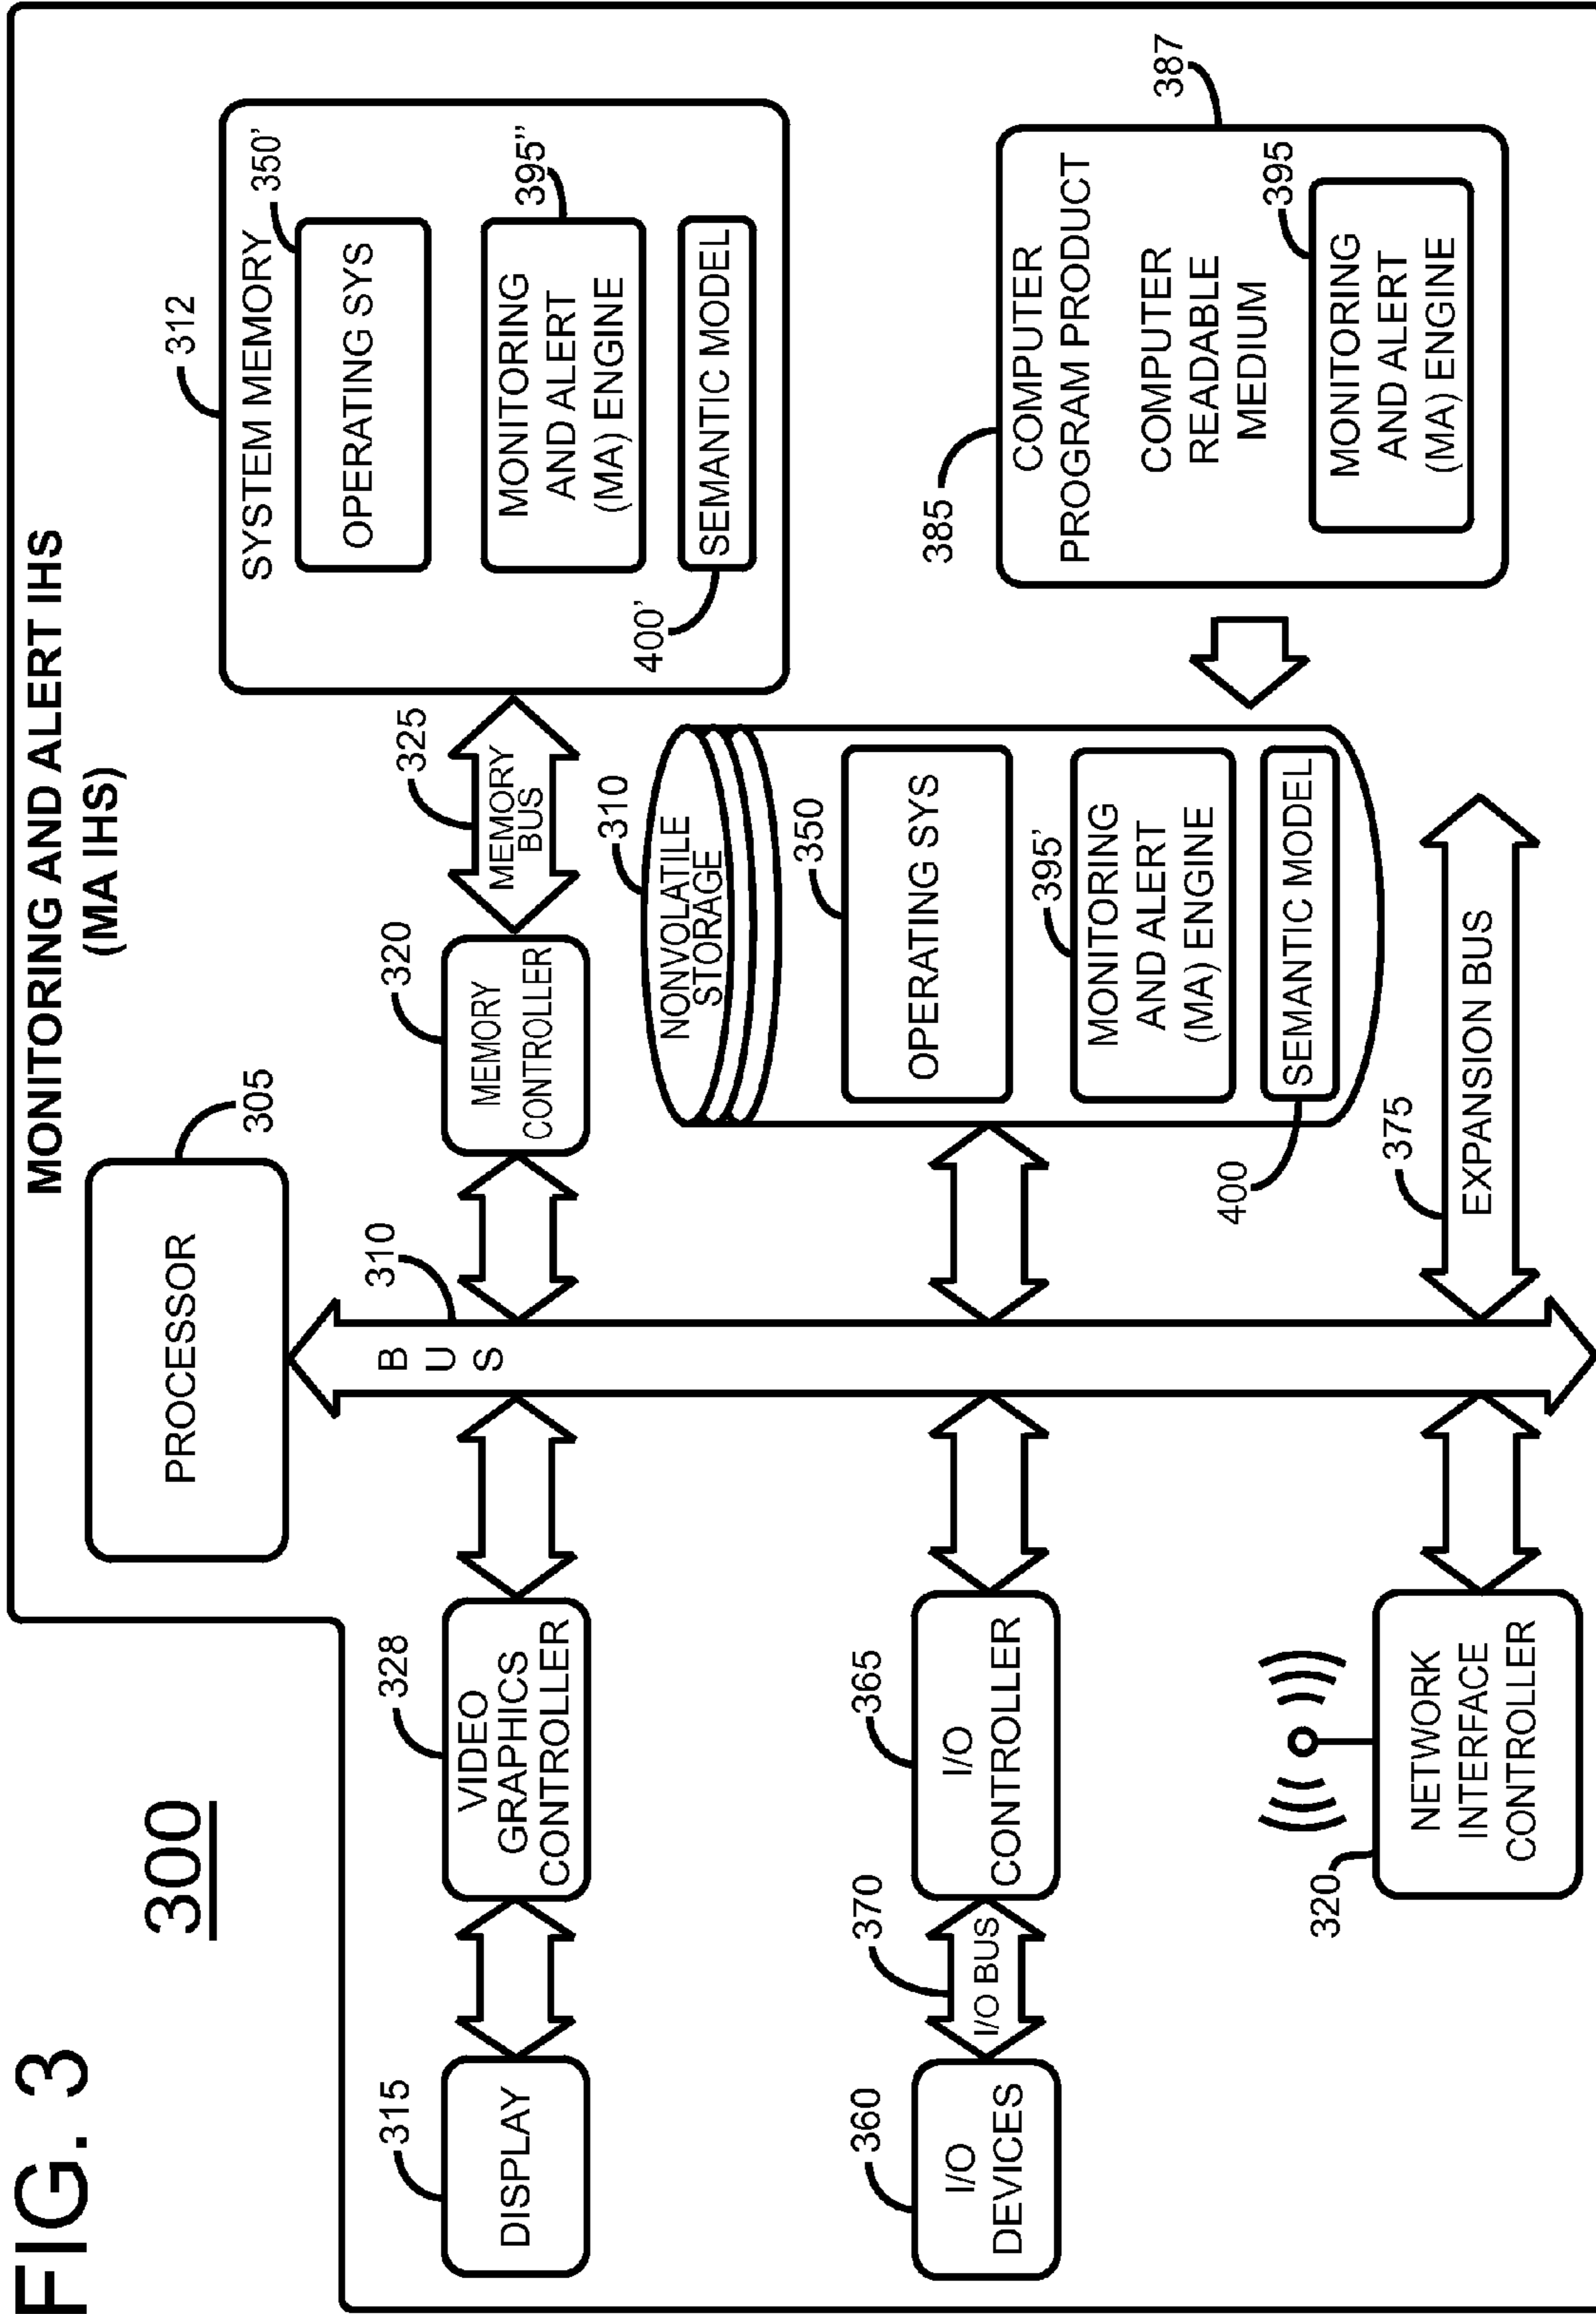 FIG. 3
300
MONITORING AND ALERT IHS
(MA IHS)
PROCESSOR
305
312
SYSTEM MEMORY
350'
OPERATING SYS
395''
MONITORING
AND ALERT
(MA) ENGINE
400'
SEMANTIC MODEL
315
DISPLAY
328
VIDEO
GRAPHICS
CONTROLLER
B
U
S
310
320
MEMORY
CONTROLLER
325
MEMORY
BUS
310
NONVOLATILE
STORAGE
350
OPERATING SYS
395'
MONITORING
AND ALERT
(MA) ENGINE
400
SEMANTIC MODEL
385
COMPUTER
PROGRAM PRODUCT
387
COMPUTER
READABLE
MEDIUM
395
MONITORING
AND ALERT
(MA) ENGINE
360
I/O
DEVICES
370
I/O BUS
365
I/O
CONTROLLER
320
NETWORK
INTERFACE
CONTROLLER
375
EXPANSION BUS